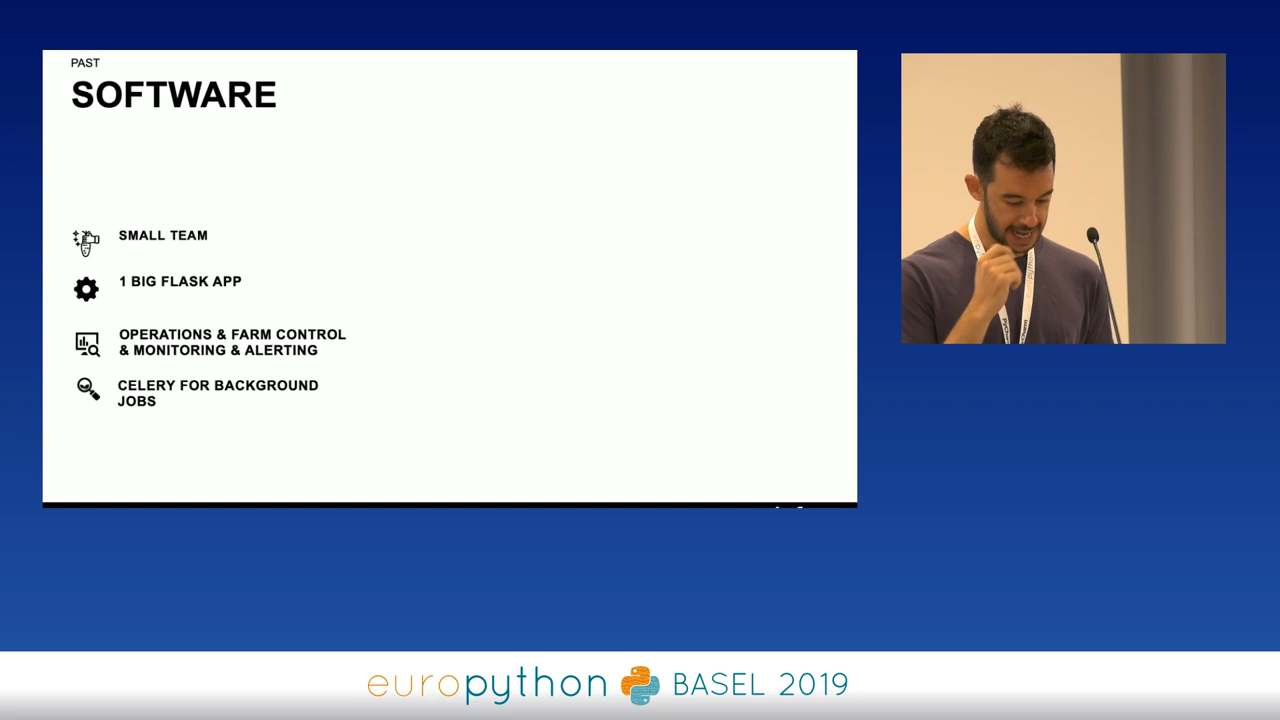 PAST
SOFTWARE
SMALL TEAM
1 BIG FLASK APP
OPERATIONS & FARM CONTROL
& MONITORING & ALERTING
CELERY FOR BACKGROUND
JOBS
europython BASEL 2019